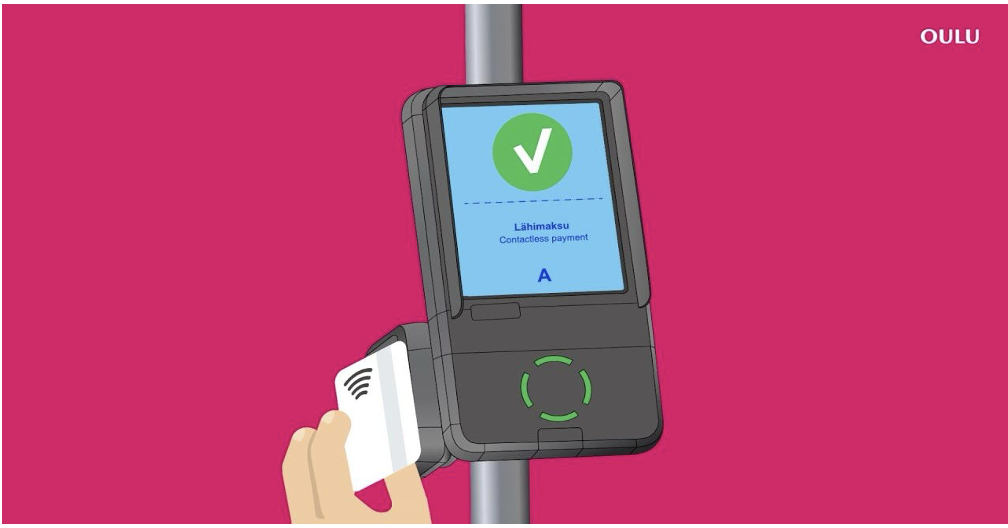 OULU
Lähimaksu
Contactless payment
A